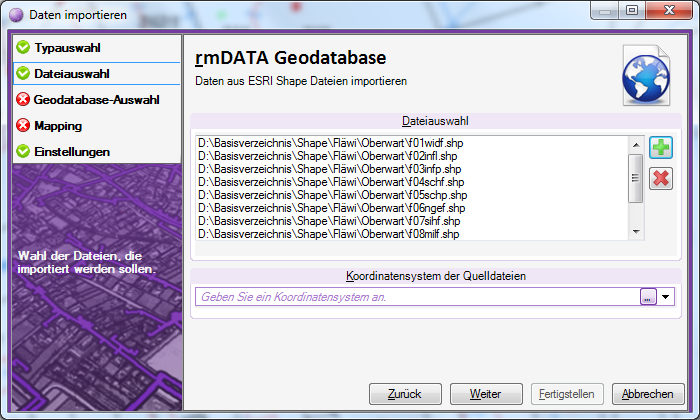 Daten importieren
Typauswahl
Dateiauswahl
Geodatabase-Auswahl
Mapping
Einstellungen
Wahl der Dateien, die
importiert werden sollen.
rmDATA Geodatabase
Daten aus ESRI Shape Dateien importieren
Dateiauswahl
D:\Basisverzeichnis\Shape\Fläwi\Oberwart\f01widf.shp
D:\Basisverzeichnis\Shape\Fläwi\Oberwart\f02infl.shp
D:\Basisverzeichnis\Shape\Fläwi\Oberwart\f03infp.shp
D:\Basisverzeichnis\Shape\Fläwi\Oberwart\f04schf.shp
D:\Basisverzeichnis\Shape\Fläwi\Oberwart\f05schp.shp
D:\Basisverzeichnis\Shape\Fläwi\Oberwart\f06ngef.shp
D:\Basisverzeichnis\Shape\Fläwi\Oberwart\f07sihf.shp
D:\Basisverzeichnis\Shape\Fläwi\Oberwart\f08milf.shp
Koordinatensystem der Quelldateien
Geben Sie ein Koordinatensystem an.
...
Zurück
Weiter
Fertigstellen
Abbrechen